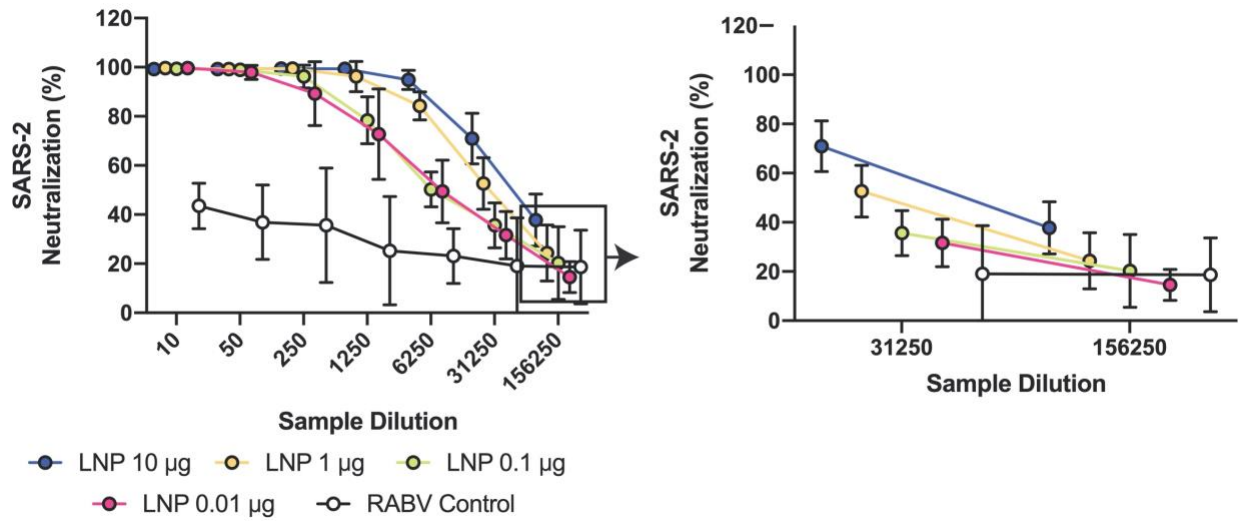 SARS-2
Neutralization (%)
120
100
80
60
40
20
0
10
50
250
1250
6250
31250
156250
Sample Dilution
SARS-2
Neutralization (%)
120
100
80
60
40
20
0
31250
156250
Sample Dilution
LNP 10 µg
LNP 1 µg
LNP 0.1 µg
LNP 0.01 µg
RABV Control